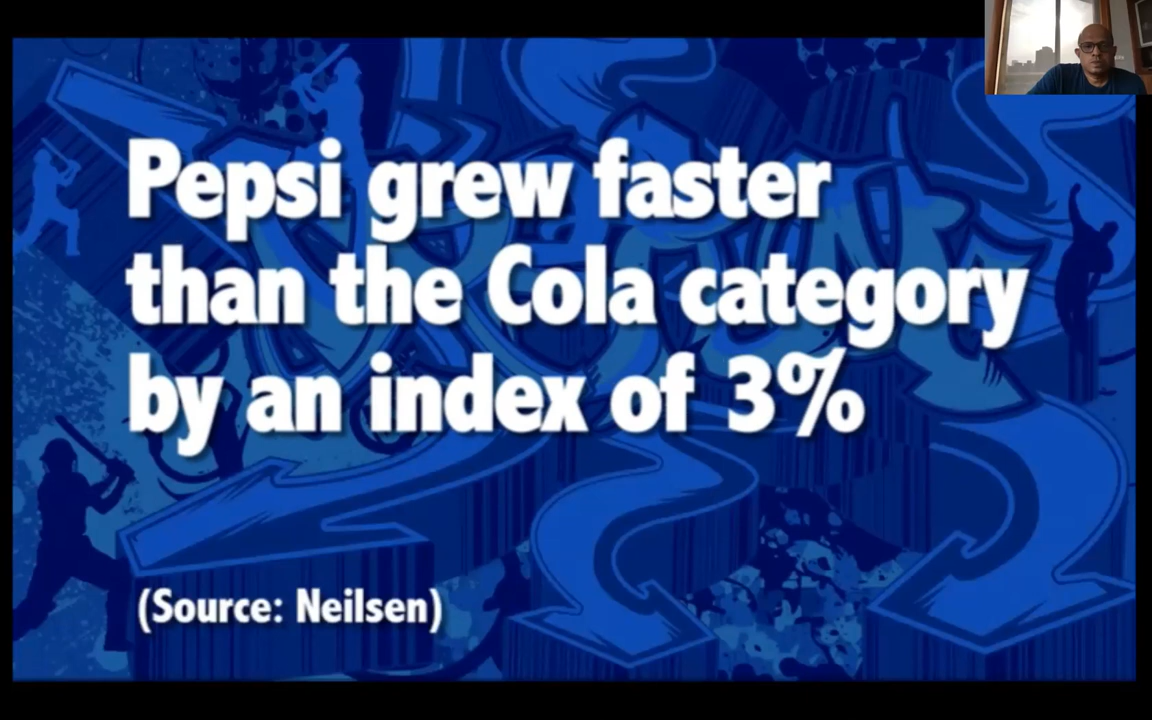 Pepsi grew faster
than the Cola category
by an index of 3%
(Source: Neilsen)